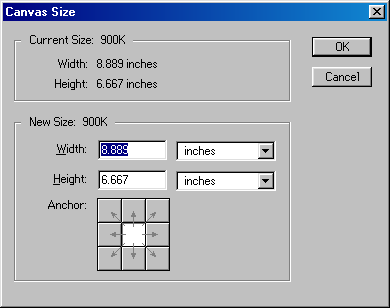 Canvas Size
Current Size: 900K
Width: 8.889 inches
Height: 6.667 inches
OK
Cancel
New Size: 900K
Width: 8.889 inches
Height: 6.667 inches
Anchor: